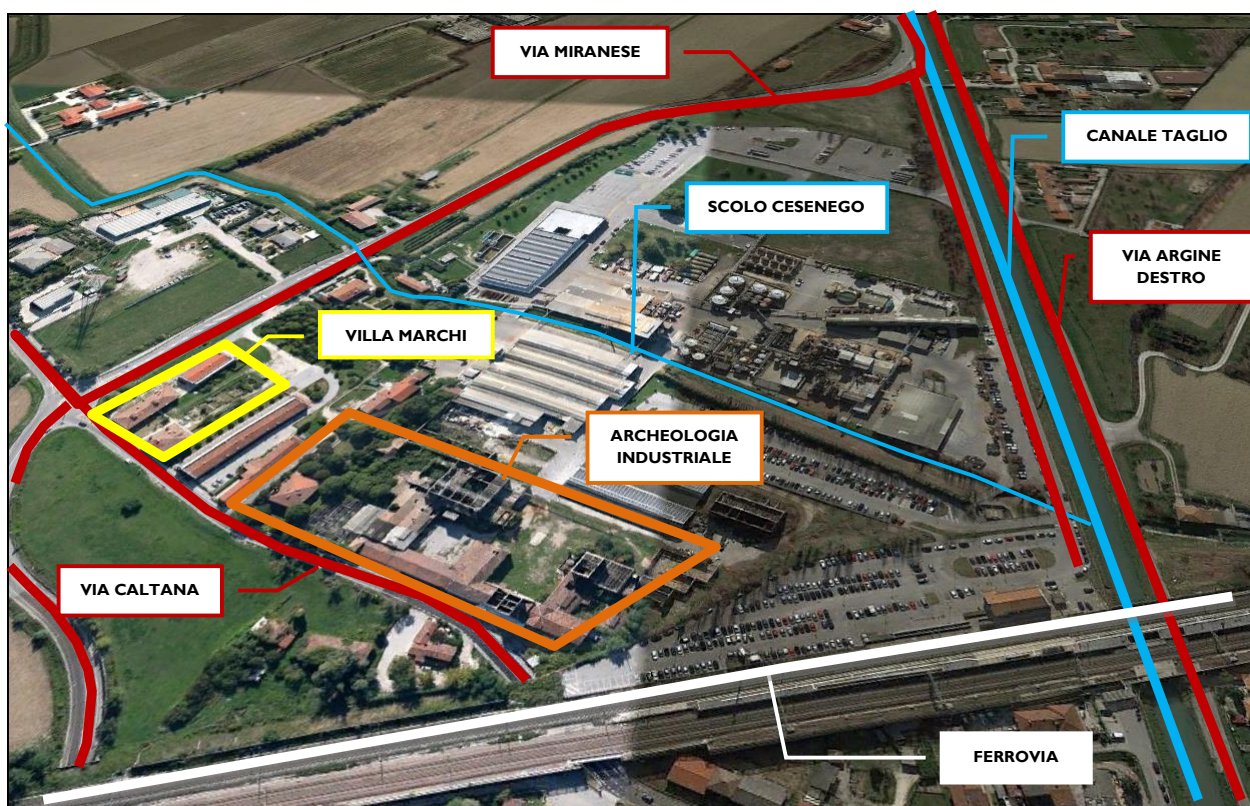 VIA MIRANESE
CANALE TAGLIO
SCOLO CESENEGO
VIA ARGINE
DESTRO
VILLA MARCHI
ARCHEOLOGIA
INDUSTRIALE
VIA CALTANA
FERROVIA